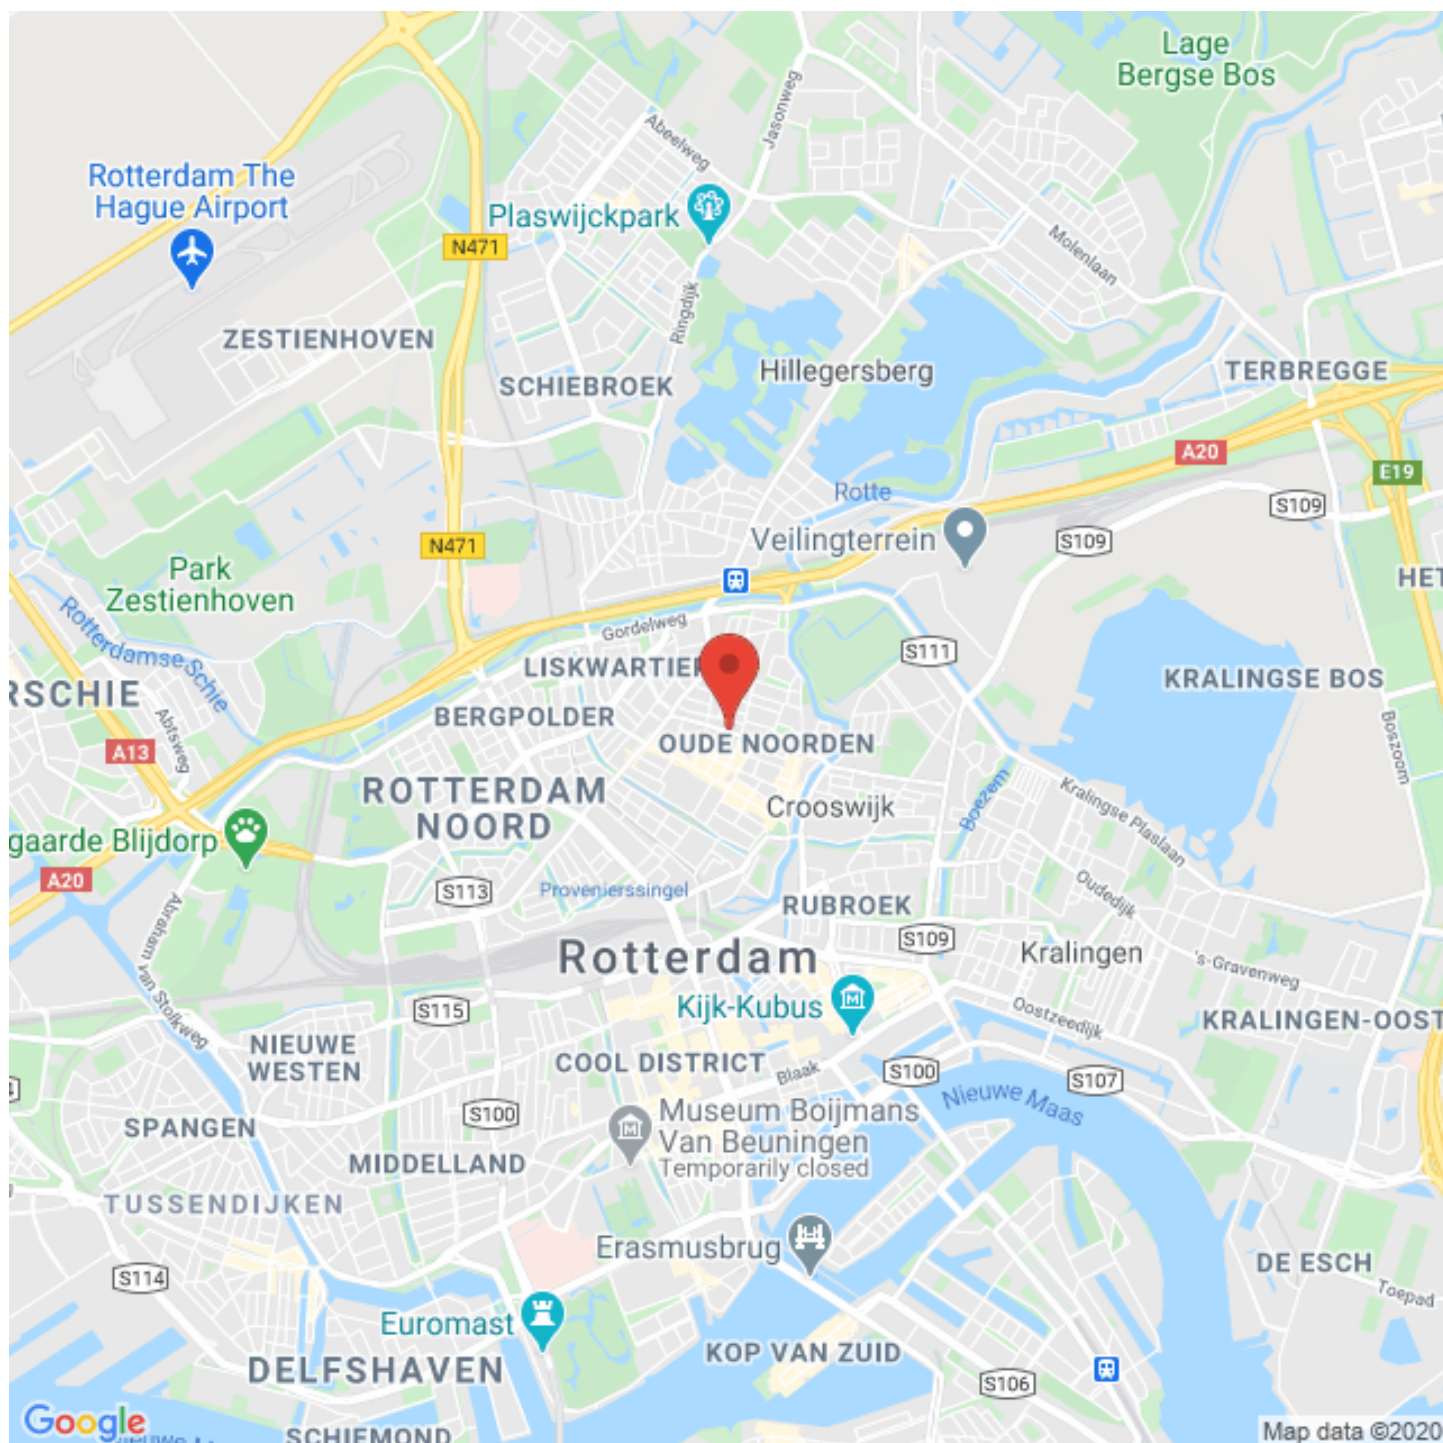 Lage
Bergse Bos
Jasonweg
Abeelweg
Rotterdam The
Hague Airport
Plaswijckpark
N471
Molenlaan
Ringdijk
ZESTIENHOVEN
SCHIEBROEK
Hillegersberg
TERBREGGE
A20
E19
Rotte
S109
Veilingterrein
S109
N471
HET
Park
Zestienhoven
Rotterdamse Schie
Gordelweg
S111
LISKWARTIER
KRALINGSE BOS
RSCHIE
BERGPOLDER
Abtsweg
A13
OUDE NOORDEN
Boszoom
ROTTERDAM
NOORD
Crooswijk
Boezem
Kralingse Plaslaan
gaarde Blijdorp
A20
S113
Provenierssingel
Oudedijk
RUBROEK
Abraham van Stolkweg
S109
Rotterdam
Kralingen
's-Gravenweg
Kijk-Kubus
S115
Oostzeedijk
KRALINGEN-OOST
NIEUWE
WESTEN
COOL DISTRICT
Blaak
S100
S107
Nieuwe Maas
S100
Museum Boijmans
Van Beuningen
Temporarily closed
SPANGEN
MIDDELLAND
TUSSENDIJKEN
Erasmusbrug
DE ESCH
S114
Toepad
Euromast
KOP VAN ZUID
DELFSHAVEN
S106
Google
SCHIEMOND
Map data ©2020